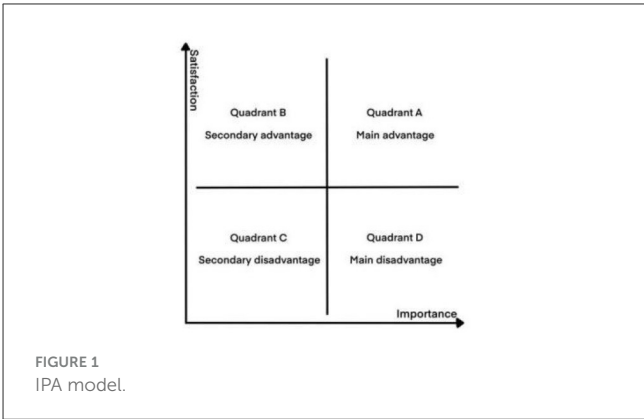 Satisfaction
Quadrant B
Secondary advantage
Quadrant A
Main advantage
Quadrant C
Secondary disadvantage
Quadrant D
Main disadvantage
Importance
FIGURE 1
IPA model.